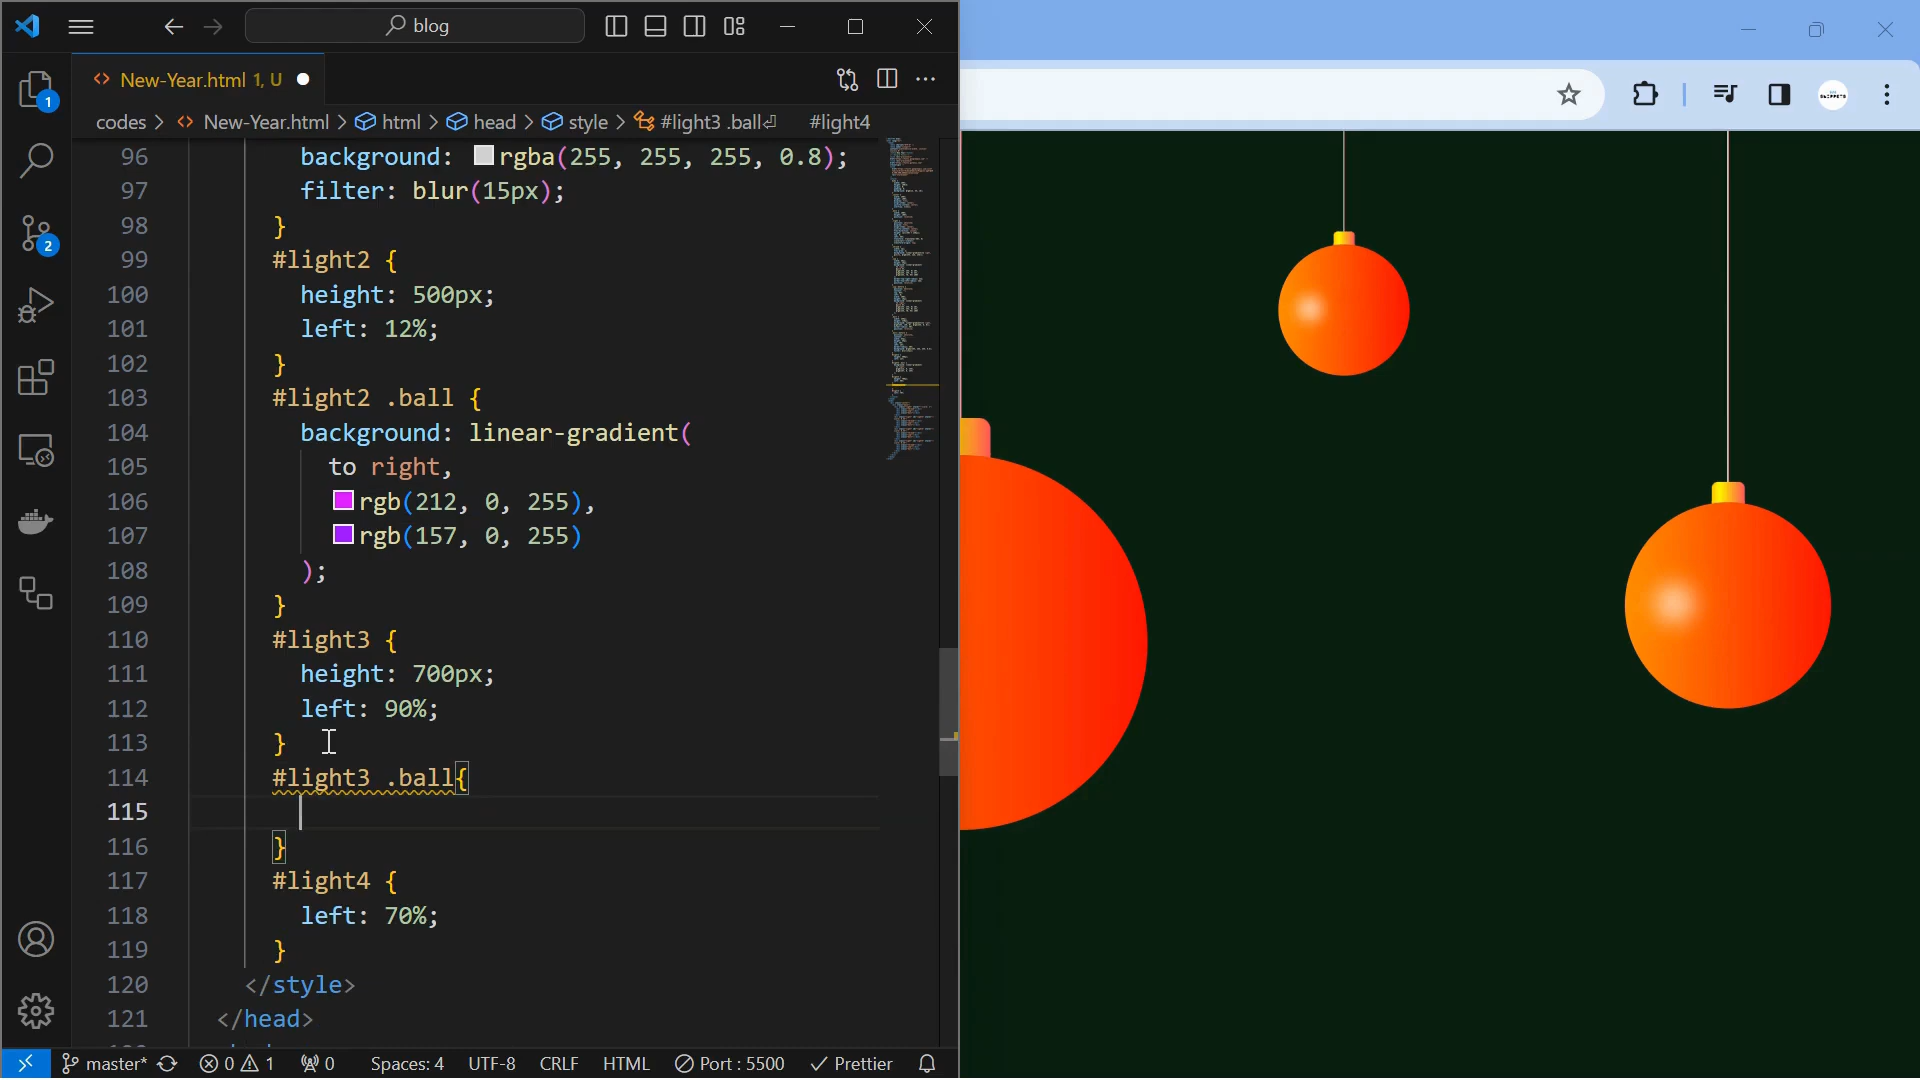 blog
New-Year.html 1, U
codes > New-Year.html > html > head > style > #light3 .ball⏎ #light4
96 background: rgba(255, 255, 255, 0.8);
97 filter: blur(15px);
98 }
99 #light2 {
100 height: 500px;
101 left: 12%;
102 }
103 #light2 .ball {
104 background: linear-gradient(
105 to right,
106 rgb(212, 0, 255),
107 rgb(157, 0, 255)
108 );
109 }
110 #light3 {
111 height: 700px;
112 left: 90%;
113 }
114 #light3 .ball{
115
116 }
117 #light4 {
118 left: 70%;
119 }
120 </style>
121 </head>
1
2
master* 0 1 0 Spaces: 4 UTF-8 CRLF HTML Port : 5500 Prettier